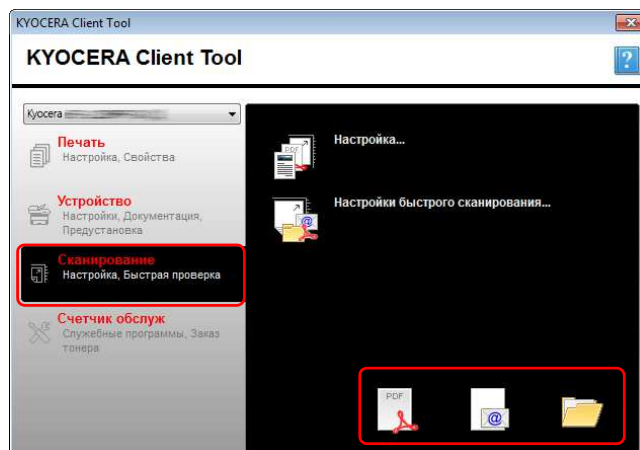 KYOCERA Client Tool
KYOCERA Client Tool
?
Kyocera
Печать
Настройка, Свойства
Устройство
Настройки, Документация,
Предустановка
Сканирование
Настройка, Быстрая проверка
Счетчик обслуж
Служебные программы, Заказ
тонера
PDF
Настройка...
@
Настройки быстрого сканирования...
PDF
@